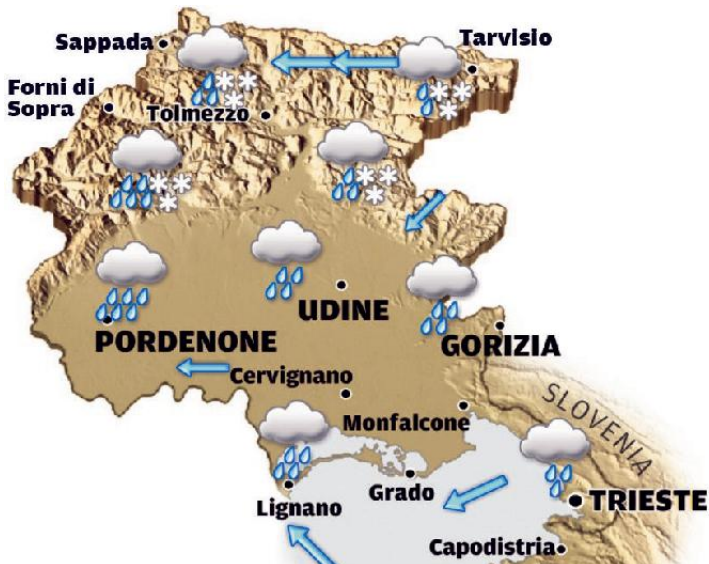 Sappada
Tarvisio
Forni di
Sopra
Tolmezzo
UDINE
PORDENONE
GORIZIA
Cervignano
SLOVENIA
Monfalcone
Grado
Lignano
TRIESTE
Capodistria